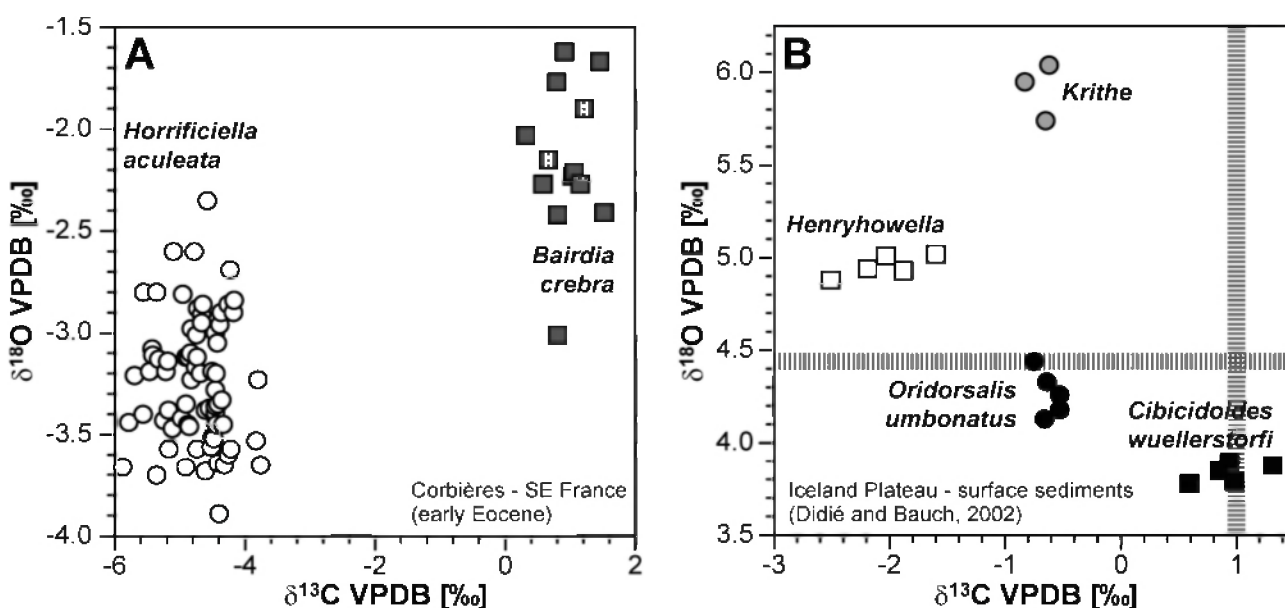 A
Horrificiella
aculeata
Bairdia
crebra
Corbières - SE France
(early Eocene)
-1.5
-2.0
-2.5
-3.0
-3.5
-4.0
-6
-4
-2
0
2
δ18O VPDB [‰]
δ13C VPDB [‰]
B
Krithe
Henryhowella
Oridorsalis
umbonatus
Cibicidoides
wuellerstorfi
Iceland Plateau - surface sediments
(Didié and Bauch, 2002)
6.0
5.5
5.0
4.5
4.0
3.5
-3
-2
-1
0
1
δ18O VPDB [‰]
δ13C VPDB [‰]